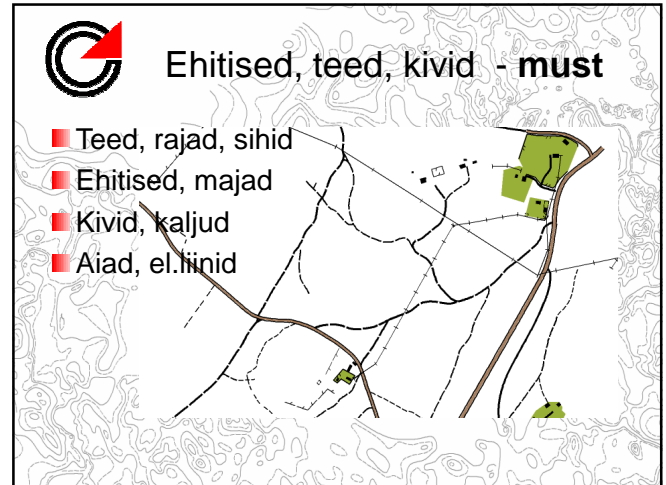 Ehitised, teed, kivid - must
Teed, rajad, sihid
Ehitised, majad
Kivid, kaljud
Aiad, el.liinid